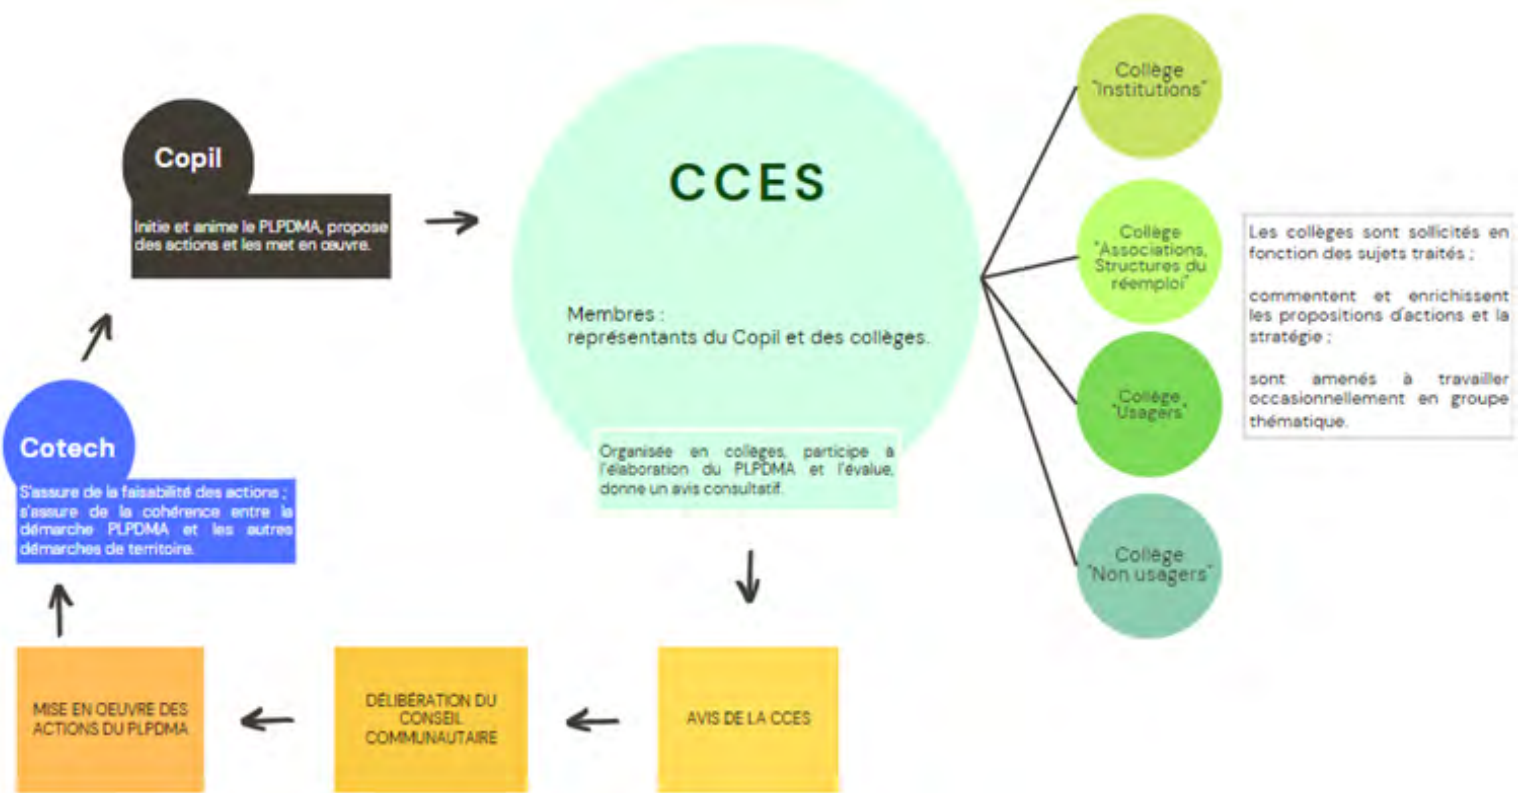 Copil
Initie et anime le PLPDMA, propose
des actions et les met en œuvre.
Cotech
S'assure de la faisabilité des actions ;
s'assure de la cohérence entre la
démarche PLPDMA et les autres
démarches de territoire.
CCES
Membres :
représentants du Copil et des collèges.
Organisée en collèges, participe à
l'élaboration du PLPDMA et l'évalue,
donne un avis consultatif.
Collège
"Institutions"
Collège
"Associations,
Structures du
réemploi"
Collège
"Usagers"
Collège
"Non usagers"
Les collèges sont sollicités en
fonction des sujets traités ;
commentent et enrichissent
les propositions d'actions et la
stratégie ;
sont amenés à travailler
occasionnellement en groupe
thématique.
AVIS DE LA CCES
DÉLIBÉRATION DU
CONSEIL
COMMUNAUTAIRE
MISE EN OEUVRE DES
ACTIONS DU PLPDMA